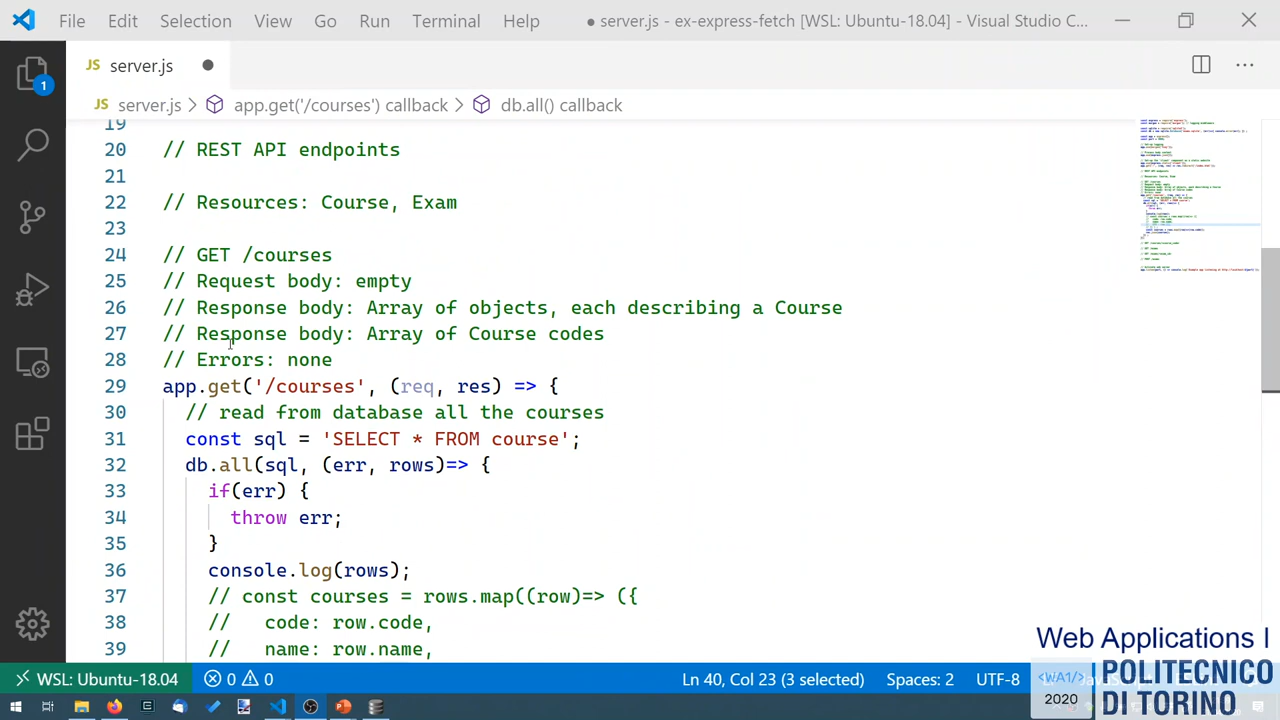 File Edit Selection View Go Run Terminal Help ● server.js - ex-express-fetch [WSL: Ubuntu-18.04] - Visual Studio C...
JS server.js ●
JS server.js > app.get('/courses') callback > db.all() callback
1
19
20 // REST API endpoints
21
22 // Resources: Course, Exam
23
24 // GET /courses
25 // Request body: empty
26 // Response body: Array of objects, each describing a Course
27 // Response body: Array of Course codes
28 // Errors: none
29 app.get('/courses', (req, res) => {
30 // read from database all the courses
31 const sql = 'SELECT * FROM course';
32 db.all(sql, (err, rows)=> {
33 if(err) {
34 throw err;
35 }
36 console.log(rows);
37 // const courses = rows.map((row)=> ({
38 // code: row.code,
39 // name: row.name,
Web Applications I
POLITECNICO
DI TORINO
<WA1/>
2020
WSL: Ubuntu-18.04 0 0 Ln 40, Col 23 (3 selected) Spaces: 2 UTF-8